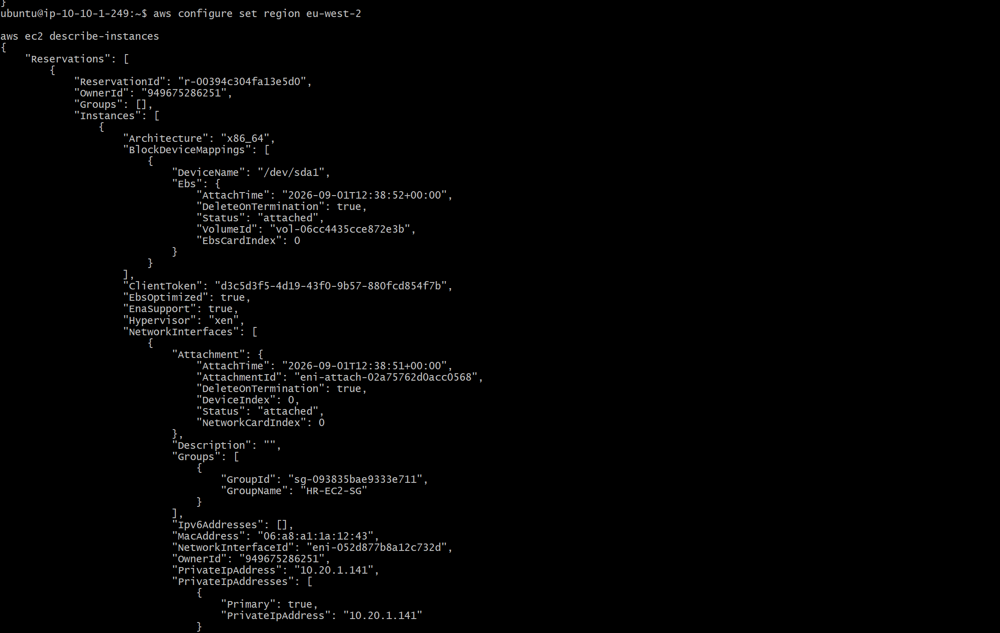 }
ubuntu@ip-10-10-1-249:~$ aws configure set region eu-west-2
aws ec2 describe-instances
{
    "Reservations": [
        {
            "ReservationId": "r-00394c304fa13e5d0",
            "OwnerId": "949675286251",
            "Groups": [],
            "Instances": [
                {
                    "Architecture": "x86_64",
                    "BlockDeviceMappings": [
                        {
                            "DeviceName": "/dev/sda1",
                            "Ebs": {
                                "AttachTime": "2026-09-01T12:38:52+00:00",
                                "DeleteOnTermination": true,
                                "Status": "attached",
                                "VolumeId": "vol-06cc4435cce872e3b",
                                "EbsCardIndex": 0
                            }
                        }
                    ],
                    "ClientToken": "d3c5d3f5-4d19-43f0-9b57-880fcd854f7b",
                    "EbsOptimized": true,
                    "EnaSupport": true,
                    "Hypervisor": "xen",
                    "NetworkInterfaces": [
                        {
                            "Attachment": {
                                "AttachTime": "2026-09-01T12:38:51+00:00",
                                "AttachmentId": "eni-attach-02a75762d0acc0568",
                                "DeleteOnTermination": true,
                                "DeviceIndex": 0,
                                "Status": "attached",
                                "NetworkCardIndex": 0
                            },
                            "Description": "",
                            "Groups": [
                                {
                                    "GroupId": "sg-093835bae9333e711",
                                    "GroupName": "HR-EC2-SG"
                                }
                            ],
                            "Ipv6Addresses": [],
                            "MacAddress": "06:a8:a1:1a:12:43",
                            "NetworkInterfaceId": "eni-052d877b8a12c732d",
                            "OwnerId": "949675286251",
                            "PrivateIpAddress": "10.20.1.141",
                            "PrivateIpAddresses": [
                                {
                                    "Primary": true,
                                    "PrivateIpAddress": "10.20.1.141"
                                }